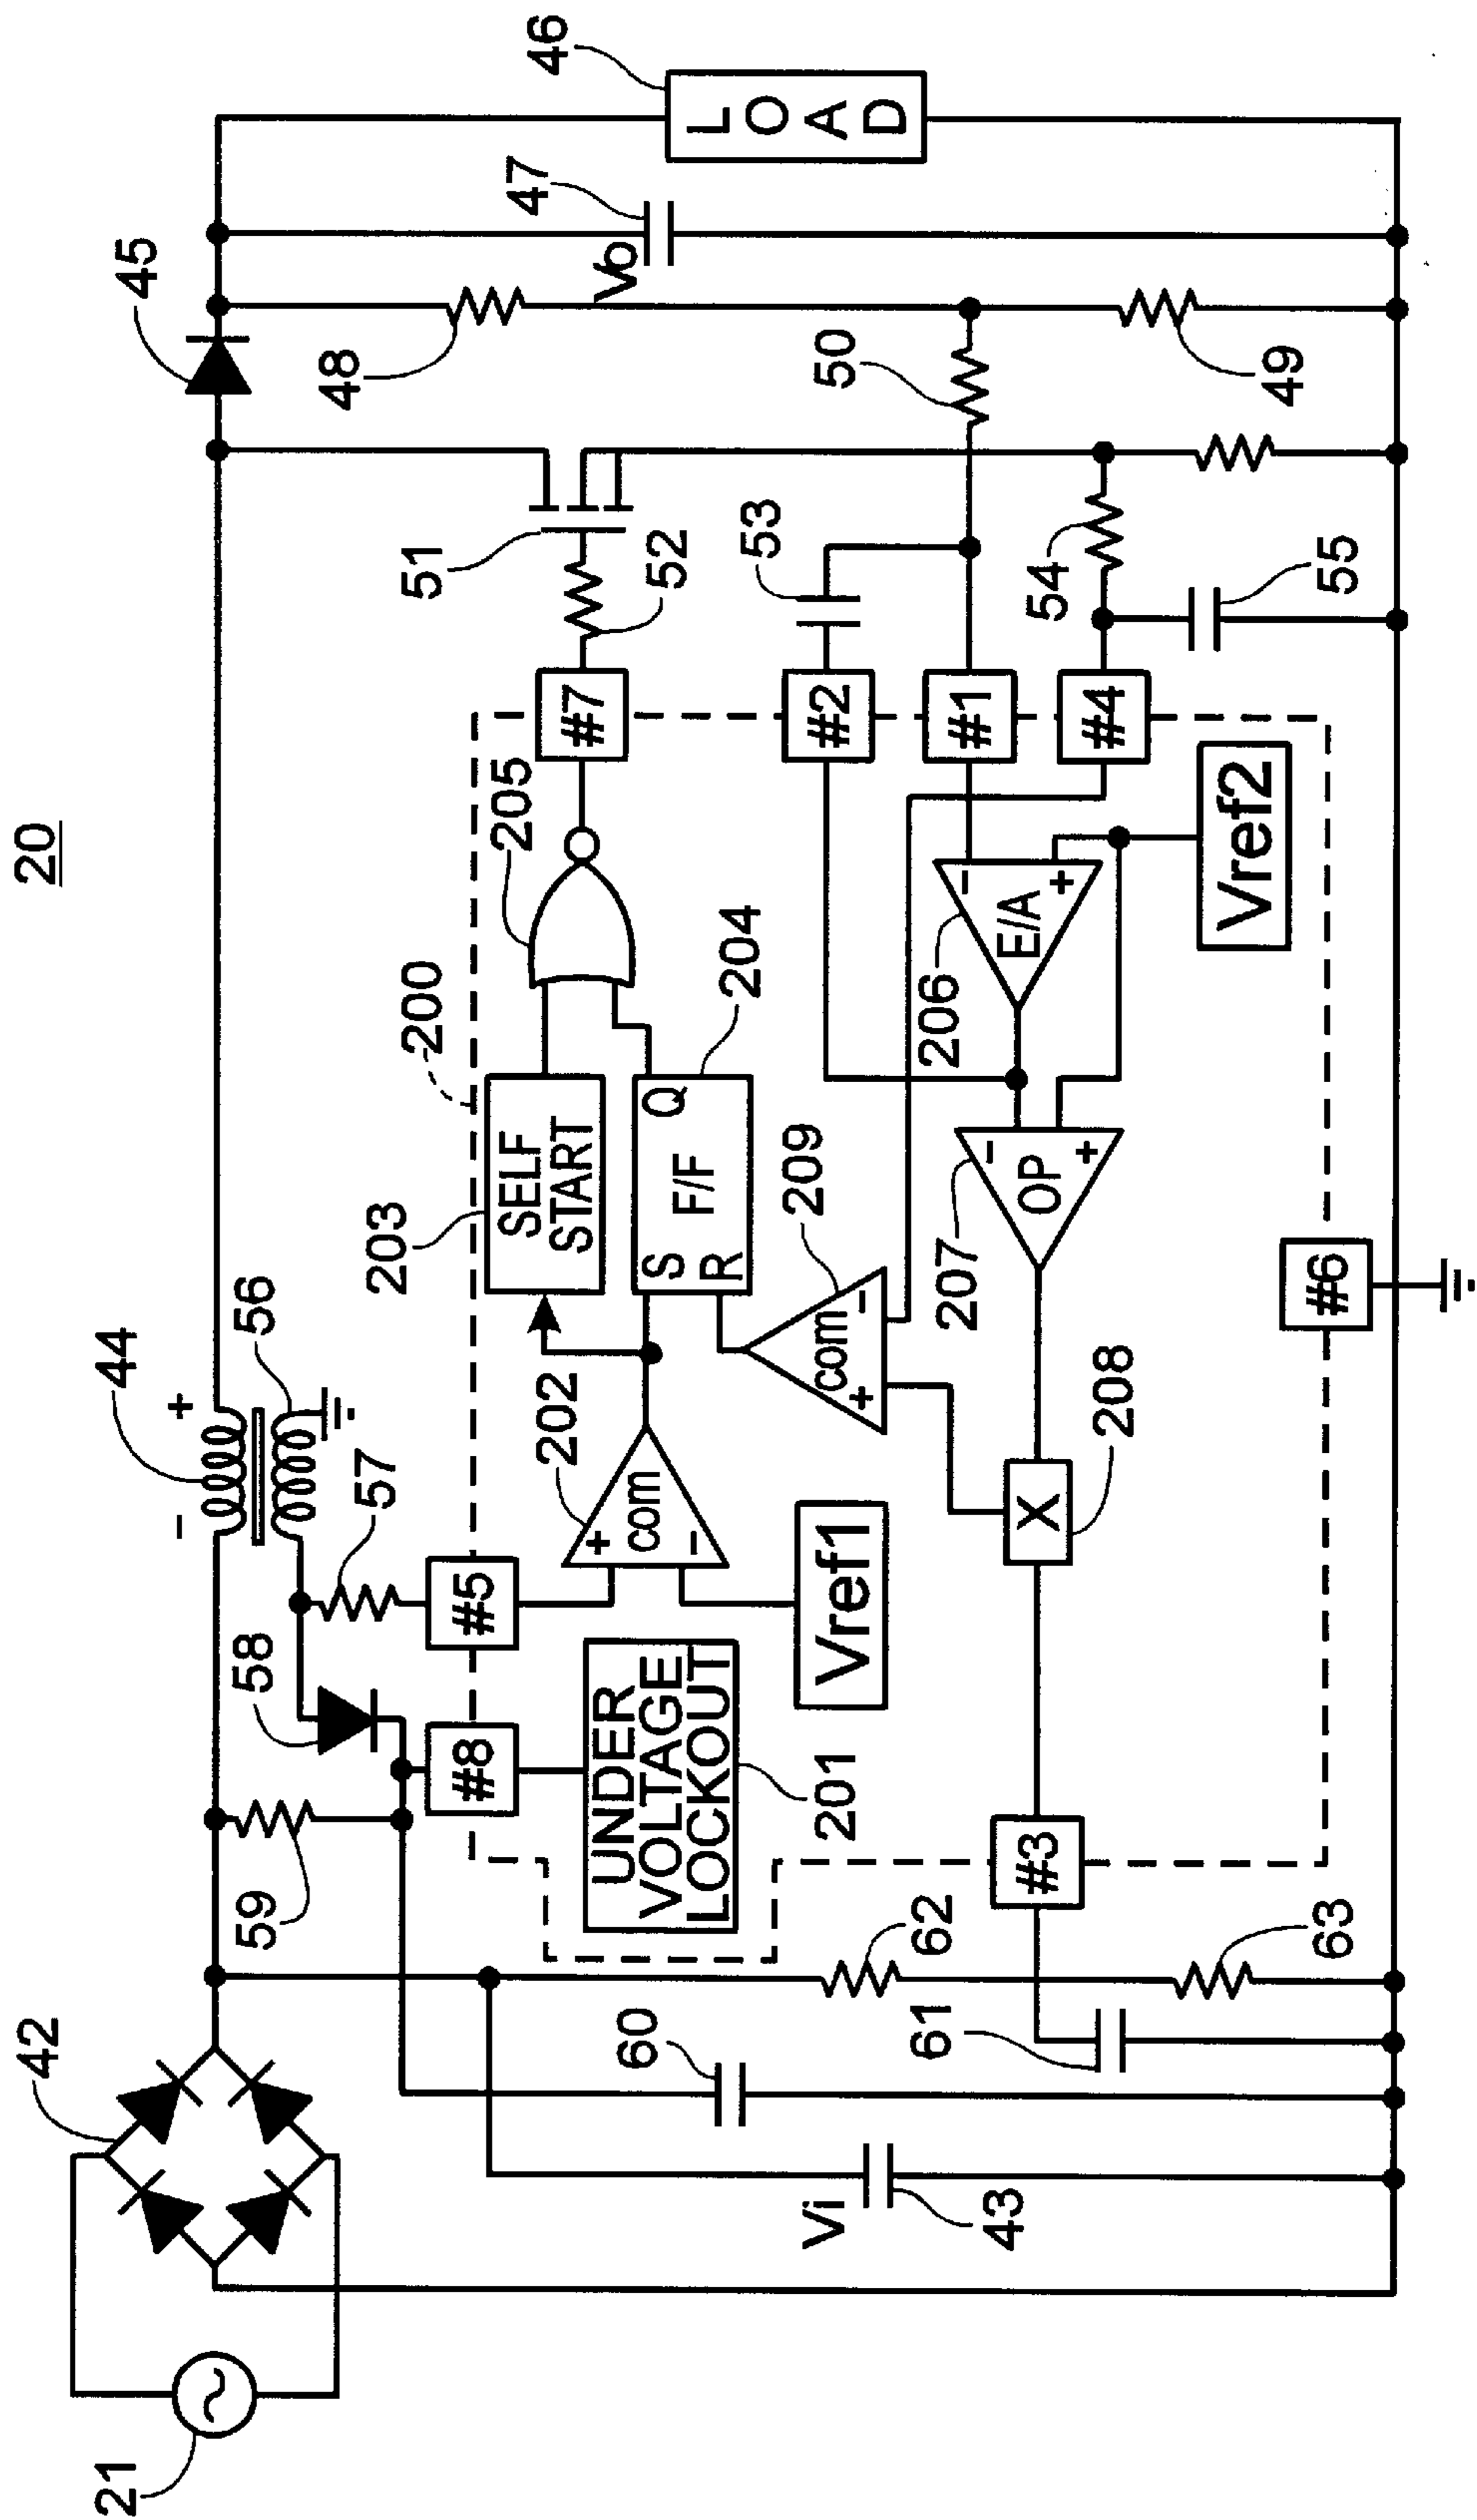 20
21
42
59
58
44
56
57
45
46
LOAD
47
Vo
48
203
200
51
52
#8
#5
#7
205
UNDER
VOLTAGE
LOCKOUT
201
202
+
com
−
SELF
START
S
R
F/F
Q
204
53
#2
50
60
62
Vref1
209
+
com
−
206
−
E/A
+
#1
Vi
43
61
#3
X
208
207
−
OP
+
54
#4
49
63
#6
Vref2
55
−
+